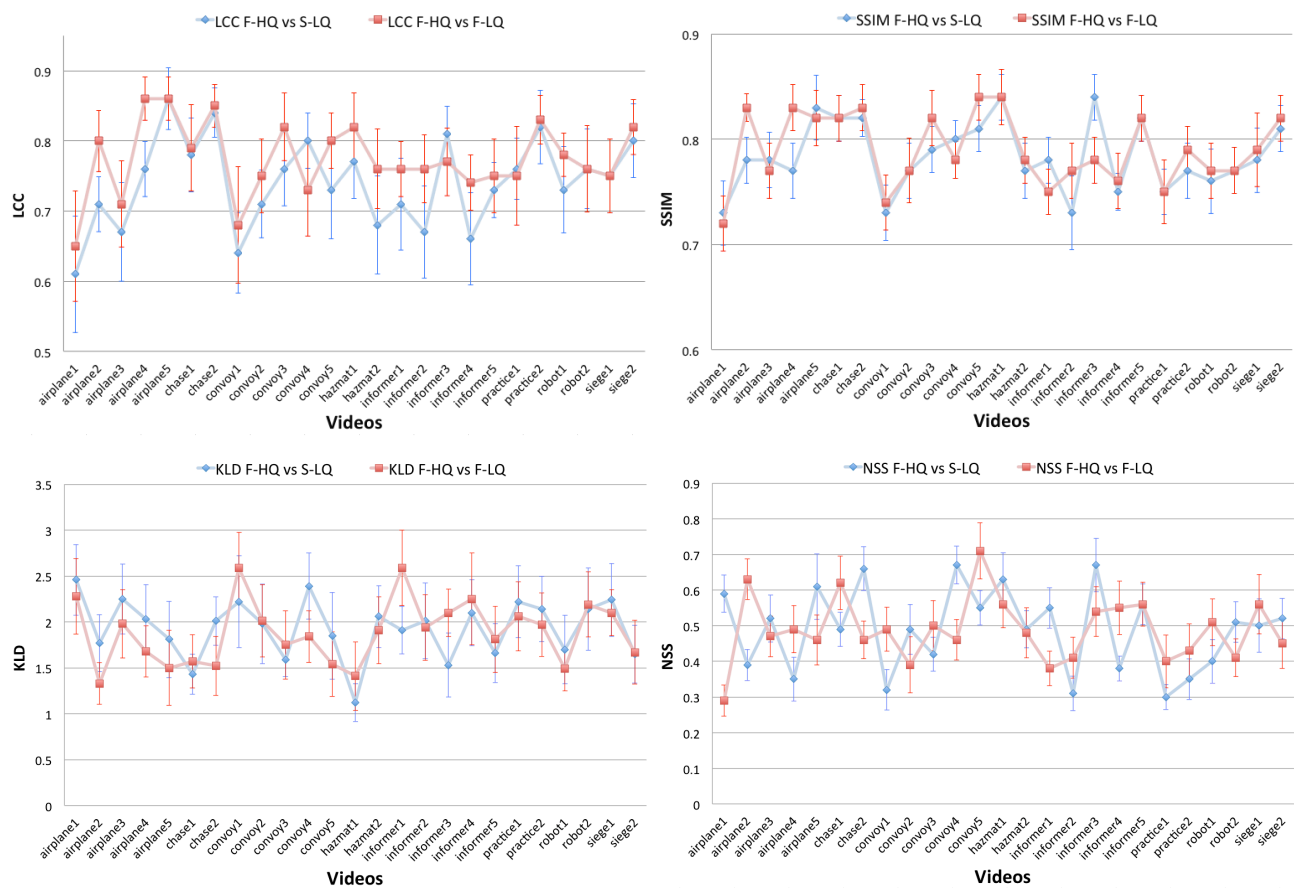 LCC F-HQ vs S-LQ LCC F-HQ vs F-LQ
0.9
0.8
0.7
0.6
0.5
LCC
airplane1 airplane2 airplane3 airplane4 airplane5 chase1 chase2 convoy1 convoy2 convoy3 convoy4 convoy5 hazmat1 hazmat2 informer1 informer2 informer3 informer4 informer5 practice1 practice2 robot1 robot2 siege1 siege2
Videos
SSIM F-HQ vs S-LQ SSIM F-HQ vs F-LQ
0.9
0.8
0.7
0.6
SSIM
airplane1 airplane2 airplane3 airplane4 airplane5 chase1 chase2 convoy1 convoy2 convoy3 convoy4 convoy5 hazmat1 hazmat2 informer1 informer2 informer3 informer4 informer5 practice1 practice2 robot1 robot2 siege1 siege2
Videos
KLD F-HQ vs S-LQ KLD F-HQ vs F-LQ
3.5
3
2.5
2
1.5
1
0.5
0
KLD
airplane1 airplane2 airplane3 airplane4 airplane5 chase1 chase2 convoy1 convoy2 convoy3 convoy4 convoy5 hazmat1 hazmat2 informer1 informer2 informer3 informer4 informer5 practice1 practice2 robot1 robot2 siege1 siege2
Videos
NSS F-HQ vs S-LQ NSS F-HQ vs F-LQ
0.9
0.8
0.7
0.6
0.5
0.4
0.3
0.2
0.1
0
NSS
airplane1 airplane2 airplane3 airplane4 airplane5 chase1 chase2 convoy1 convoy2 convoy3 convoy4 convoy5 hazmat1 hazmat2 informer1 informer2 informer3 informer4 informer5 practice1 practice2 robot1 robot2 siege1 siege2
Videos